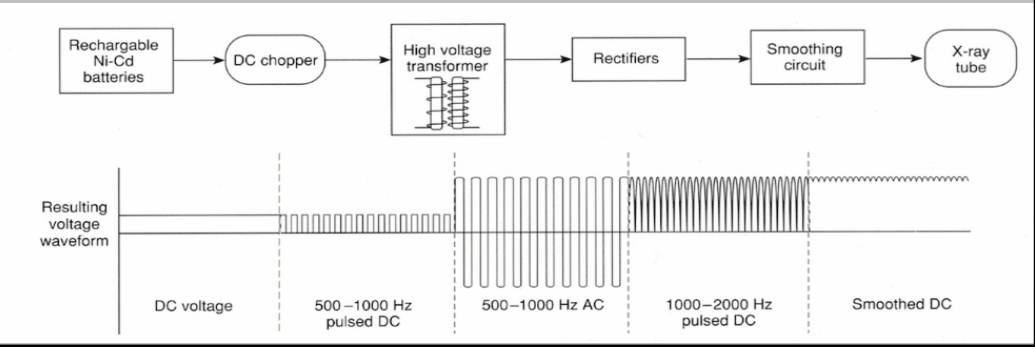 Rechargable
Ni-Cd
batteries
DC chopper
High voltage
transformer
Rectifiers
Smoothing
circuit
X-ray
tube
Resulting
voltage
waveform
DC voltage
500–1000 Hz
pulsed DC
500–1000 Hz AC
1000–2000 Hz
pulsed DC
Smoothed DC